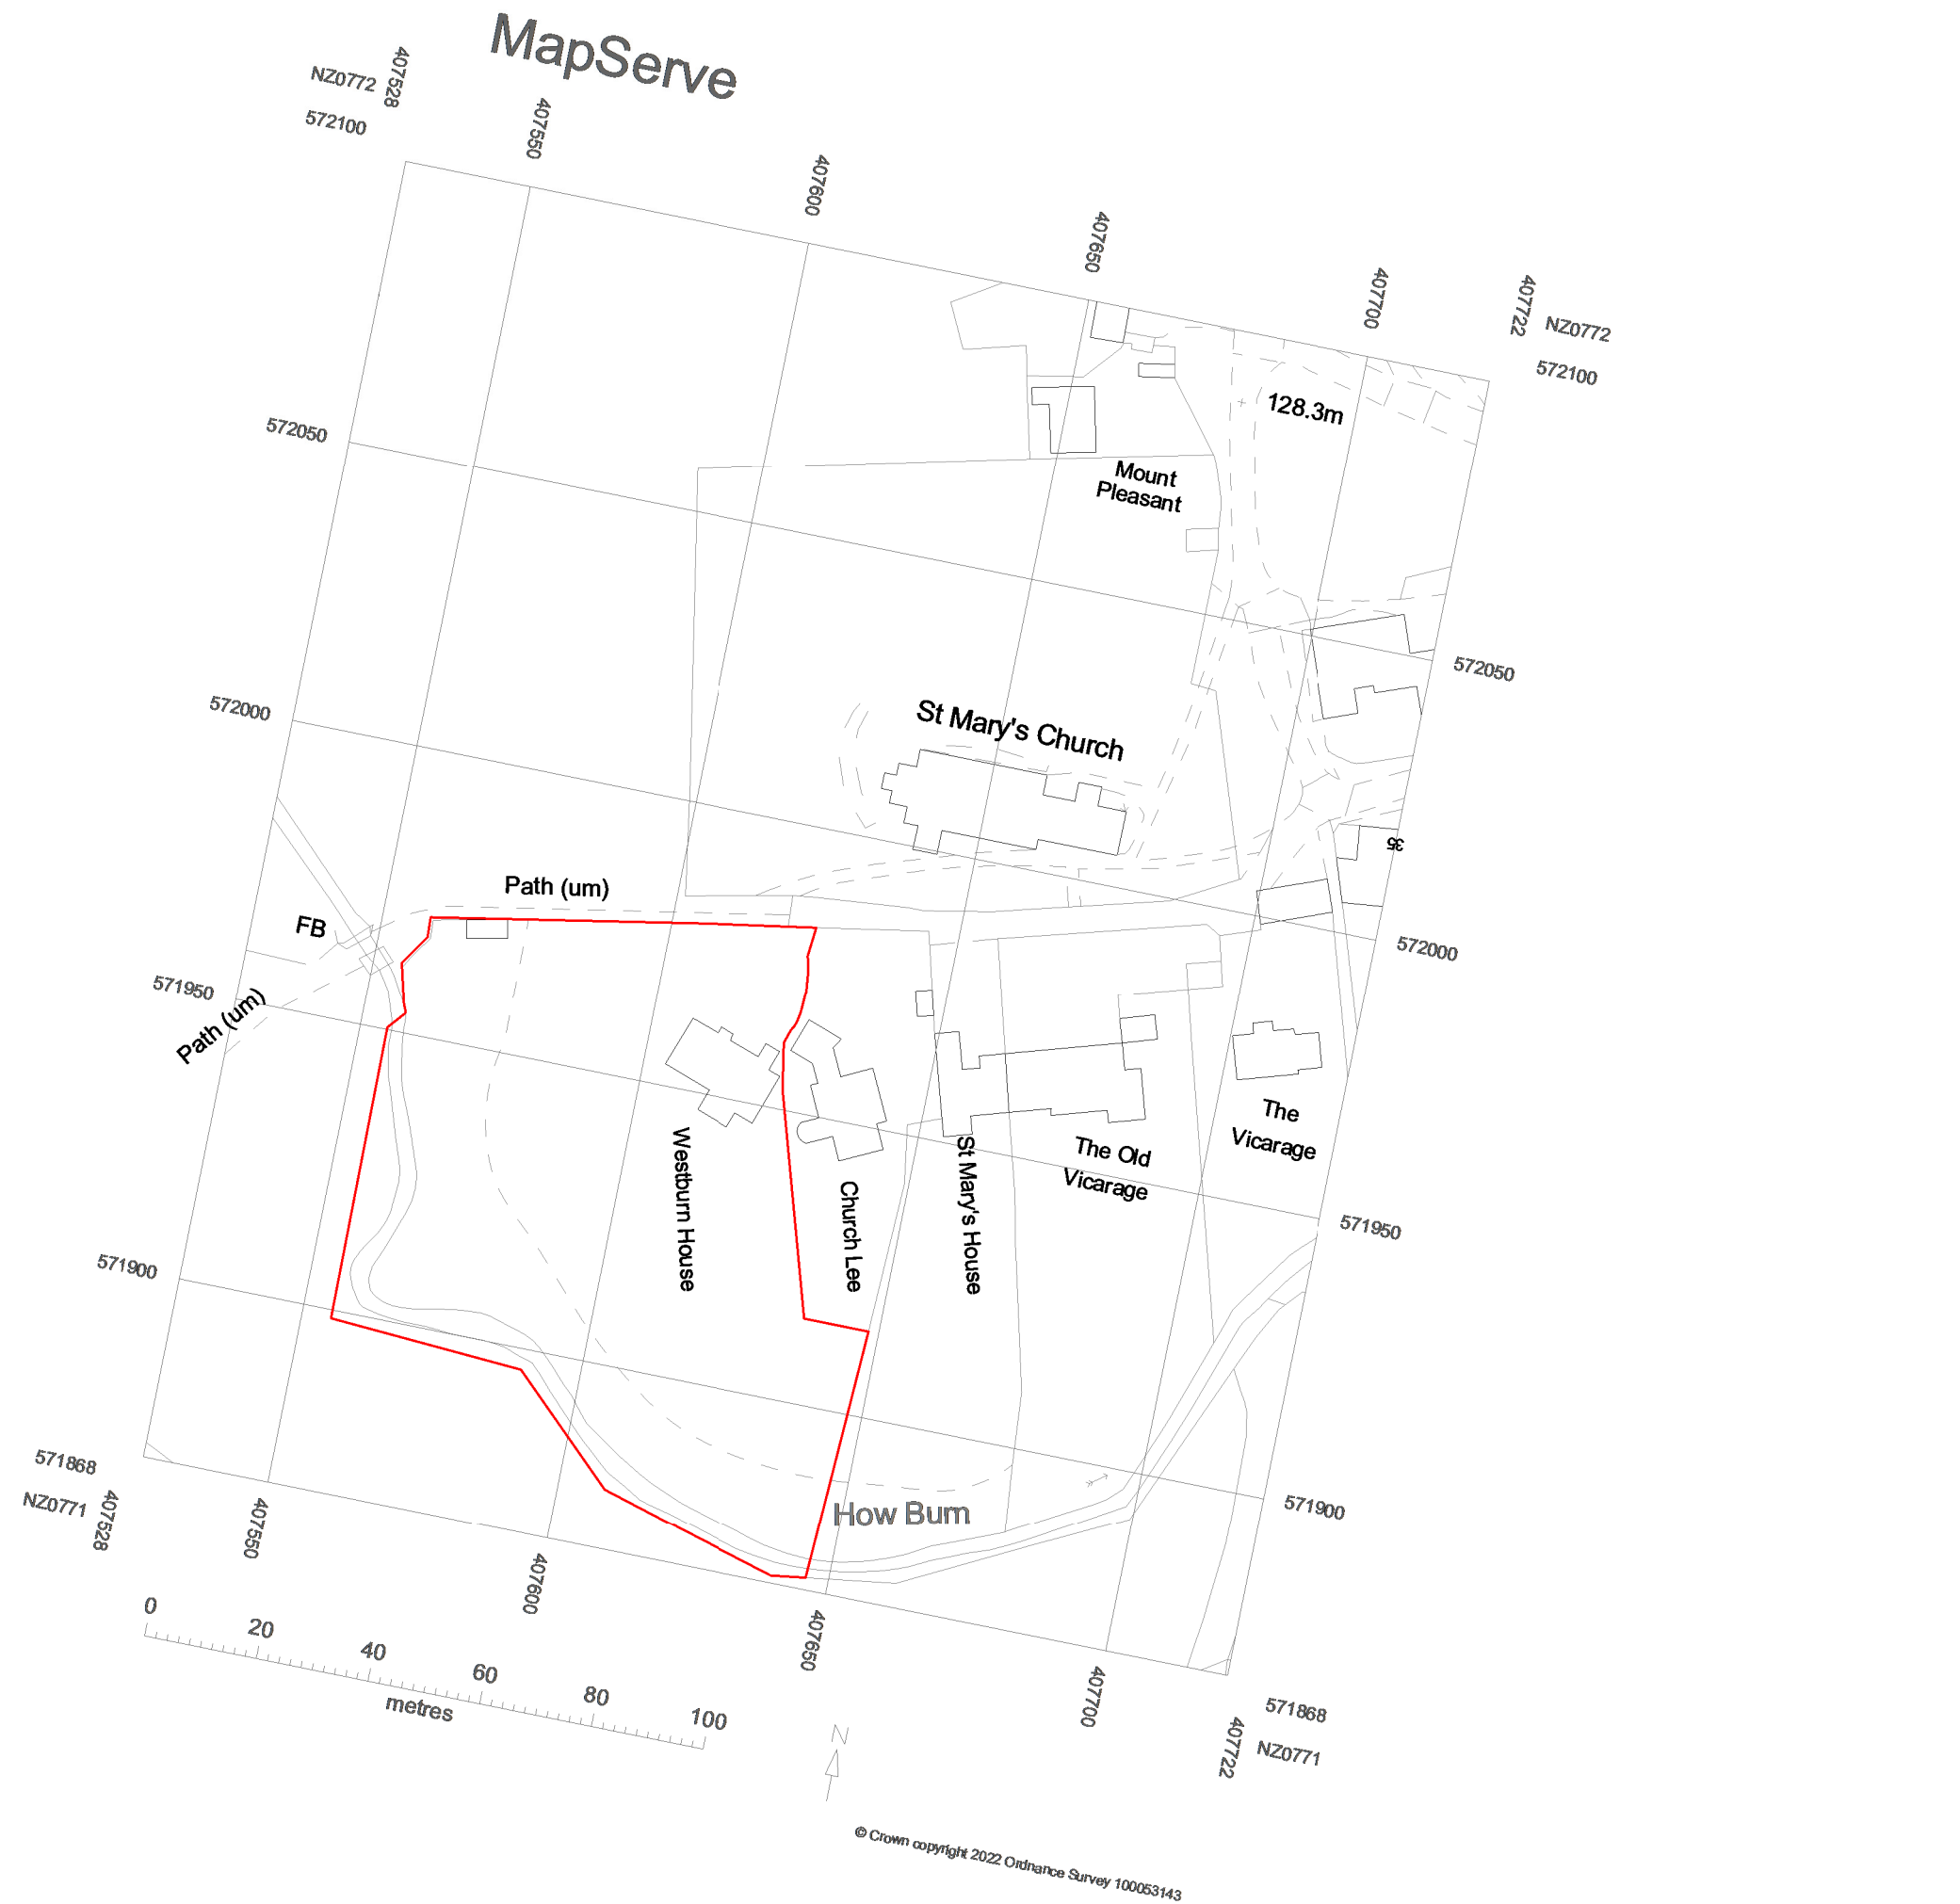 MapServe
NZ0772
407528
572100
407550
407600
407650
407700
407722
NZ0772
572100
128.3m
Mount
Pleasant
572050
572050
572000
St Mary's Church
35
Path (um)
FB
572000
571950
Path (um)
The
Vicarage
The Old
Vicarage
Westburn House
Church Lee
St Mary's House
571950
571900
How Burn
571900
571868
NZ0771
407528
407550
407600
407650
407700
571868
407722
NZ0771
0
20
40
60
80
100
metres
N
© Crown copyright 2022 Ordnance Survey 100053143